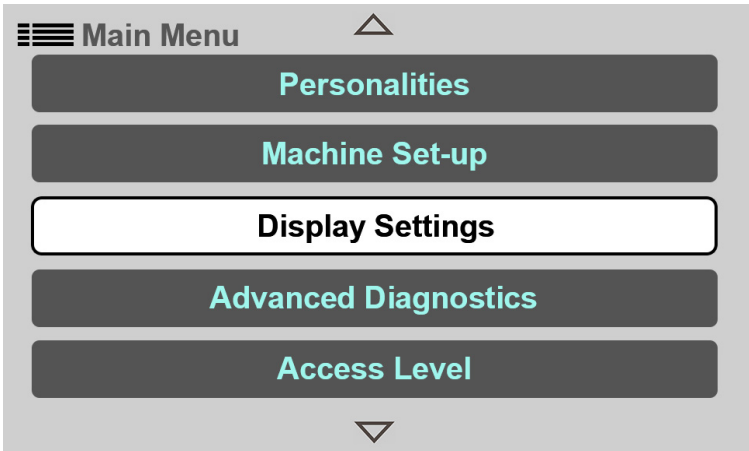 Main Menu
Personalities
Machine Set-up
Display Settings
Advanced Diagnostics
Access Level